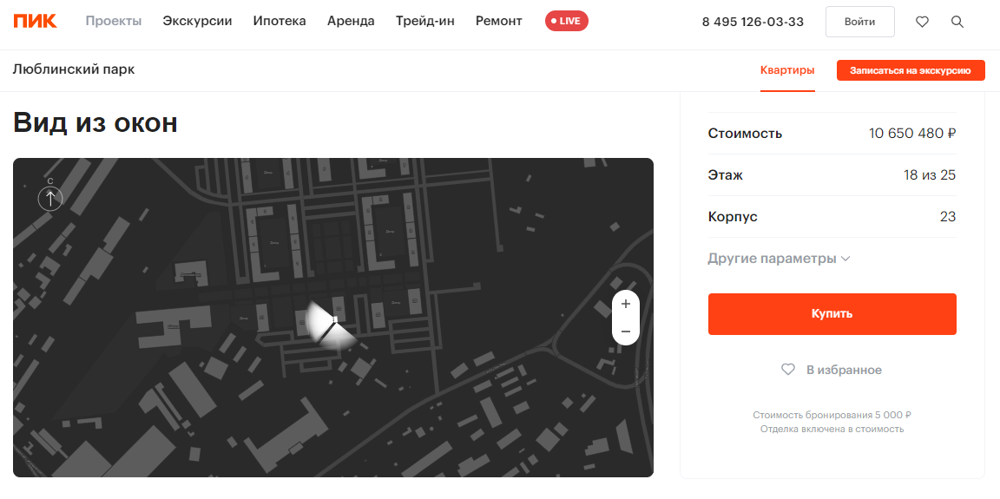 ПИК Проекты Экскурсии Ипотека Аренда Трейд-ин Ремонт LIVE 8 495 126-03-33 Войти
Люблинский парк Квартиры Записаться на экскурсию
Вид из окон
С
Стоимость 10 650 480 ₽
Этаж 18 из 25
Корпус 23
Другие параметры
+
−
Купить
В избранное
Стоимость бронирования 5 000 ₽
Отделка включена в стоимость